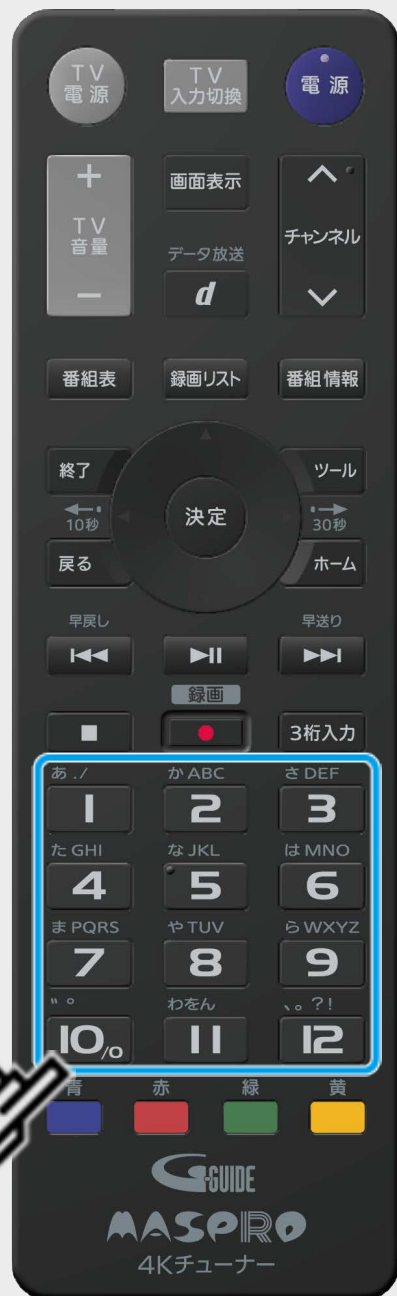 TV
電源
TV
入力切換
電源
+
TV
音量
−
画面表示
データ放送
d
チャンネル
番組表
録画リスト
番組情報
終了
ツール
10秒
決定
30秒
戻る
ホーム
早戻し
早送り
録画
3桁入力
あ./
かABC
さDEF
1
2
3
たGHI
なJKL
はMNO
4
5
6
まPQRS
やTUV
らWXYZ
7
8
9
゛゜
わをん
、。?!
10/0
11
12
青
赤
緑
黄
G-GUIDE
MASPRO
4Kチューナー